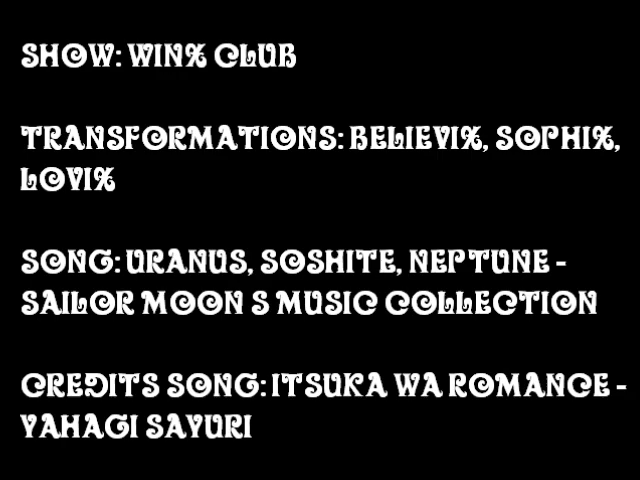 SHOW: WINX CLUB
TRANSFORMATIONS: BELIEVIX, SOPHIX,
LOVIX
SONG: URANUS, SOSHITE, NEPTUNE -
SAILOR MOON S MUSIC COLLECTION
CREDITS SONG: ITSUKA WA ROMANCE -
YAHAGI SAYURI